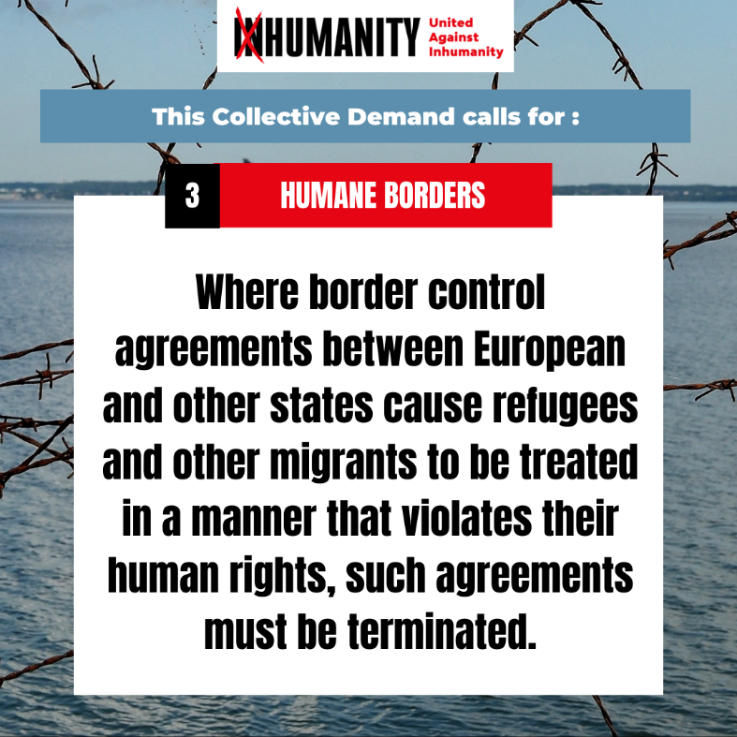 INHUMANITY
United
Against
Inhumanity
This Collective Demand calls for :
3 HUMANE BORDERS
Where border control
agreements between European
and other states cause refugees
and other migrants to be treated
in a manner that violates their
human rights, such agreements
must be terminated.